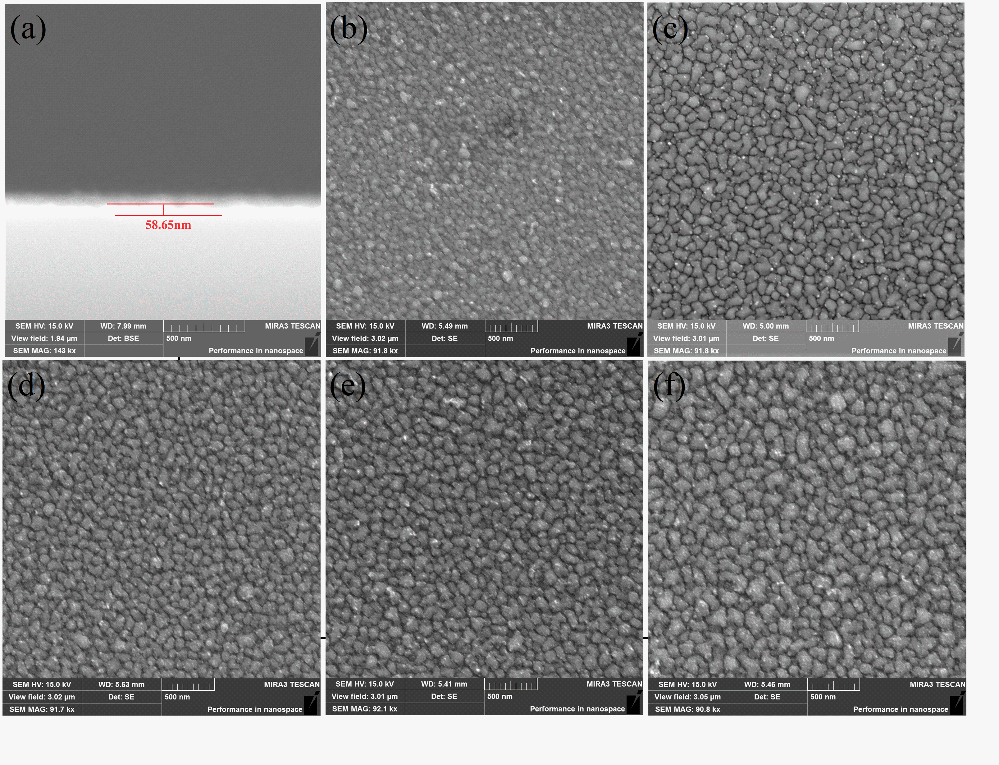 (a)
58.65nm
SEM HV: 15.0 kV WD: 7.99 mm MIRA3 TESCAN
View field: 1.94 µm Det: BSE 500 nm
SEM MAG: 143 kx Performance in nanospace
(b)
SEM HV: 15.0 kV WD: 5.49 mm MIRA3 TESCAN
View field: 3.02 µm Det: SE 500 nm
SEM MAG: 91.8 kx Performance in nanospace
(c)
SEM HV: 15.0 kV WD: 5.00 mm MIRA3 TESCAN
View field: 3.01 µm Det: SE 500 nm
SEM MAG: 91.8 kx Performance in nanospace
(d)
SEM HV: 15.0 kV WD: 5.63 mm MIRA3 TESCAN
View field: 3.02 µm Det: SE 500 nm
SEM MAG: 91.7 kx Performance in nanospace
(e)
SEM HV: 15.0 kV WD: 5.41 mm MIRA3 TESCAN
View field: 3.01 µm Det: SE 500 nm
SEM MAG: 92.1 kx Performance in nanospace
(f)
SEM HV: 15.0 kV WD: 5.46 mm MIRA3 TESCAN
View field: 3.05 µm Det: SE 500 nm
SEM MAG: 90.8 kx Performance in nanospace